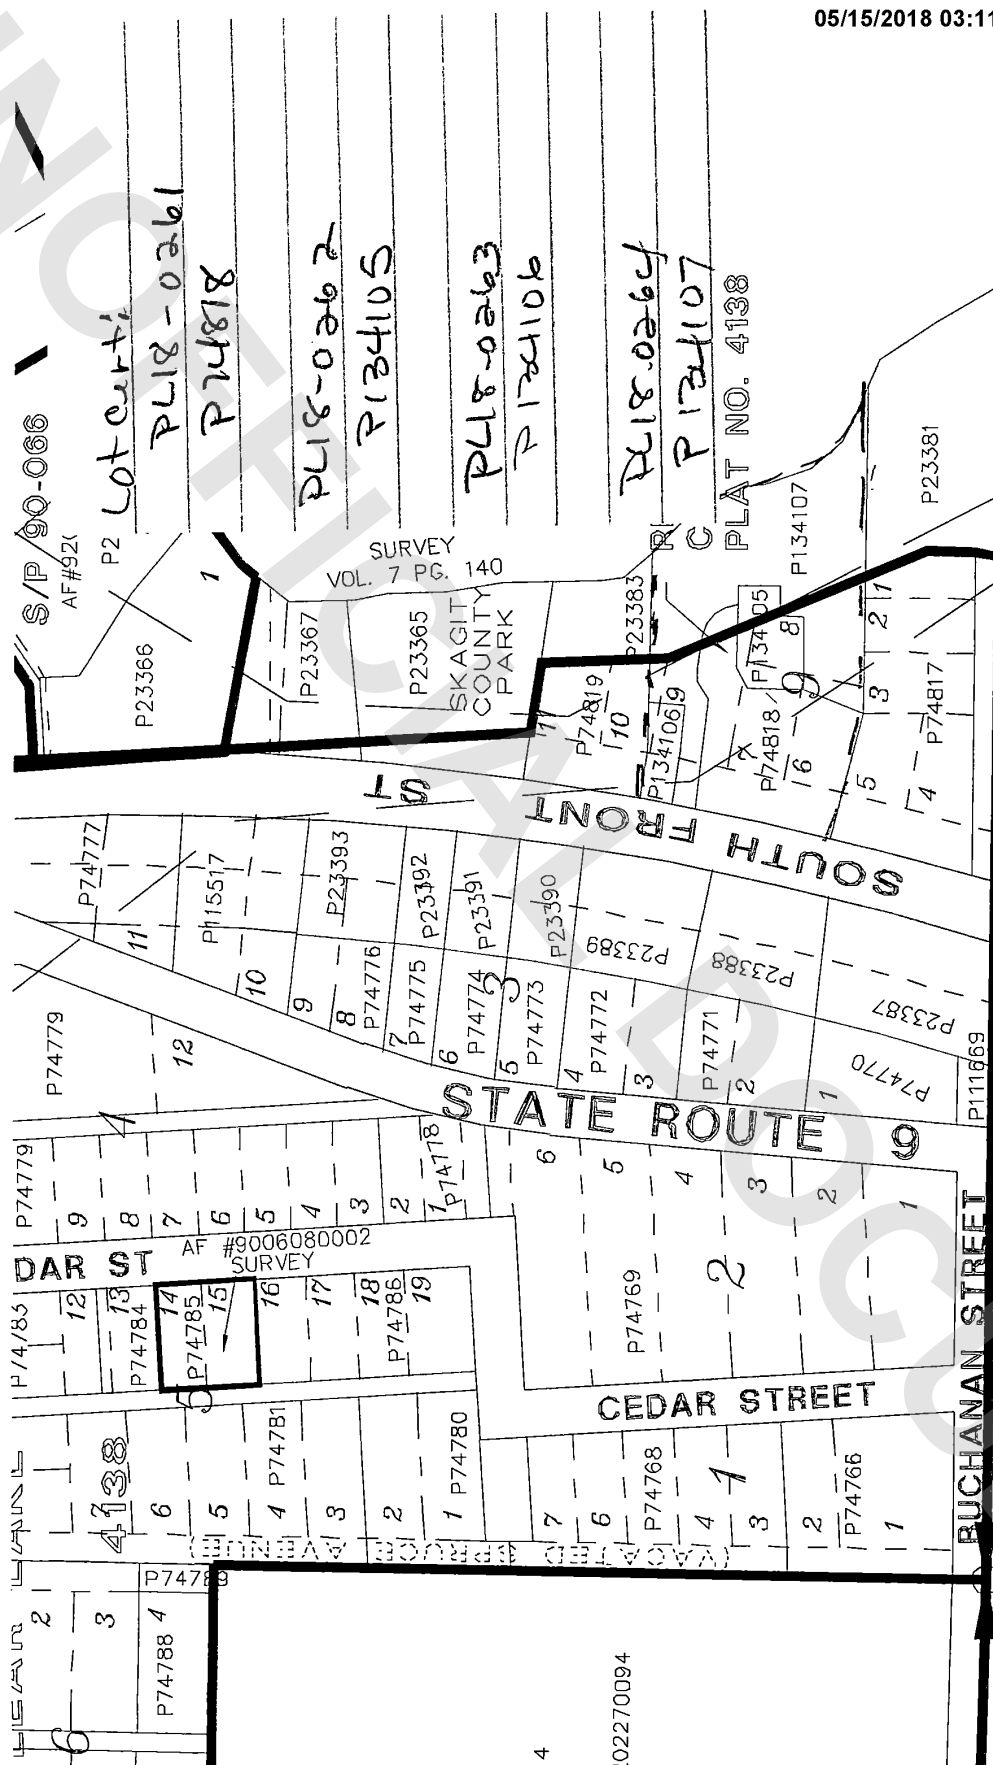 05/15/2018 03:11
UNOFFICIAL DOCU
Lot Certi:
PL18-0261
P74818
PL18-0262
P134105
PL18-0263
P134106
PL18.0264
P134107
S/P 90-066
AF#92(
P2
1
P23366
P23367
SURVEY
VOL. 7 PG. 140
P23365
SKAGIT
COUNTY
PARK
P23383
C
PLAT NO. 4138
P134107
P23381
P134105
8
9
P74819
10
P134106
9
7
P74818
6
5
4
3
2
1
P74817
SOUTH FRONT ST
P74777
11
P115517
10
P23393
9
8
P74776
P23392
7
P74775
P23391
6
P74774
3
P23390
5
P74773
P23389
4
P74772
3
P23388
P74771
2
P23387
1
P74770
P111669
P74779
12
STATE ROUTE 9
P74779
9
8
7
6
5
4
3
2
1
P74778
AF #9006080002
SURVEY
DAR ST
P74783
12
13
P74784
14
P74785
15
16
17
18
P74786
19
5
6
5
4
3
2
1
2
P74769
CEDAR STREET
BUCHANAN STREET
4138
6
5
4
P74781
3
2
1
P74780
7
6
P74768
4
1
3
2
P74766
1
(VACATED SPRUCE AVENUE)
LANE
P74789
2
3
4
P74788
6
4
202270094